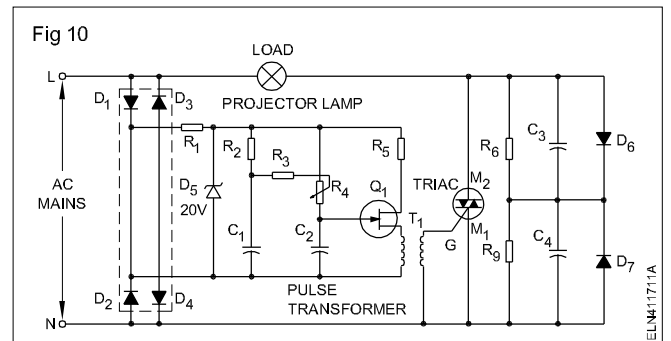 Fig 10
LOAD
L
D1
D3
PROJECTOR LAMP
R1
R2
R3
R4
R5
R6
C3
D6
AC
MAINS
D5
20V
Q1
TRIAC
M2
T1
M1
C1
C2
G
R9
C4
D7
D2
D4
PULSE
TRANSFORMER
N
ELN411711A